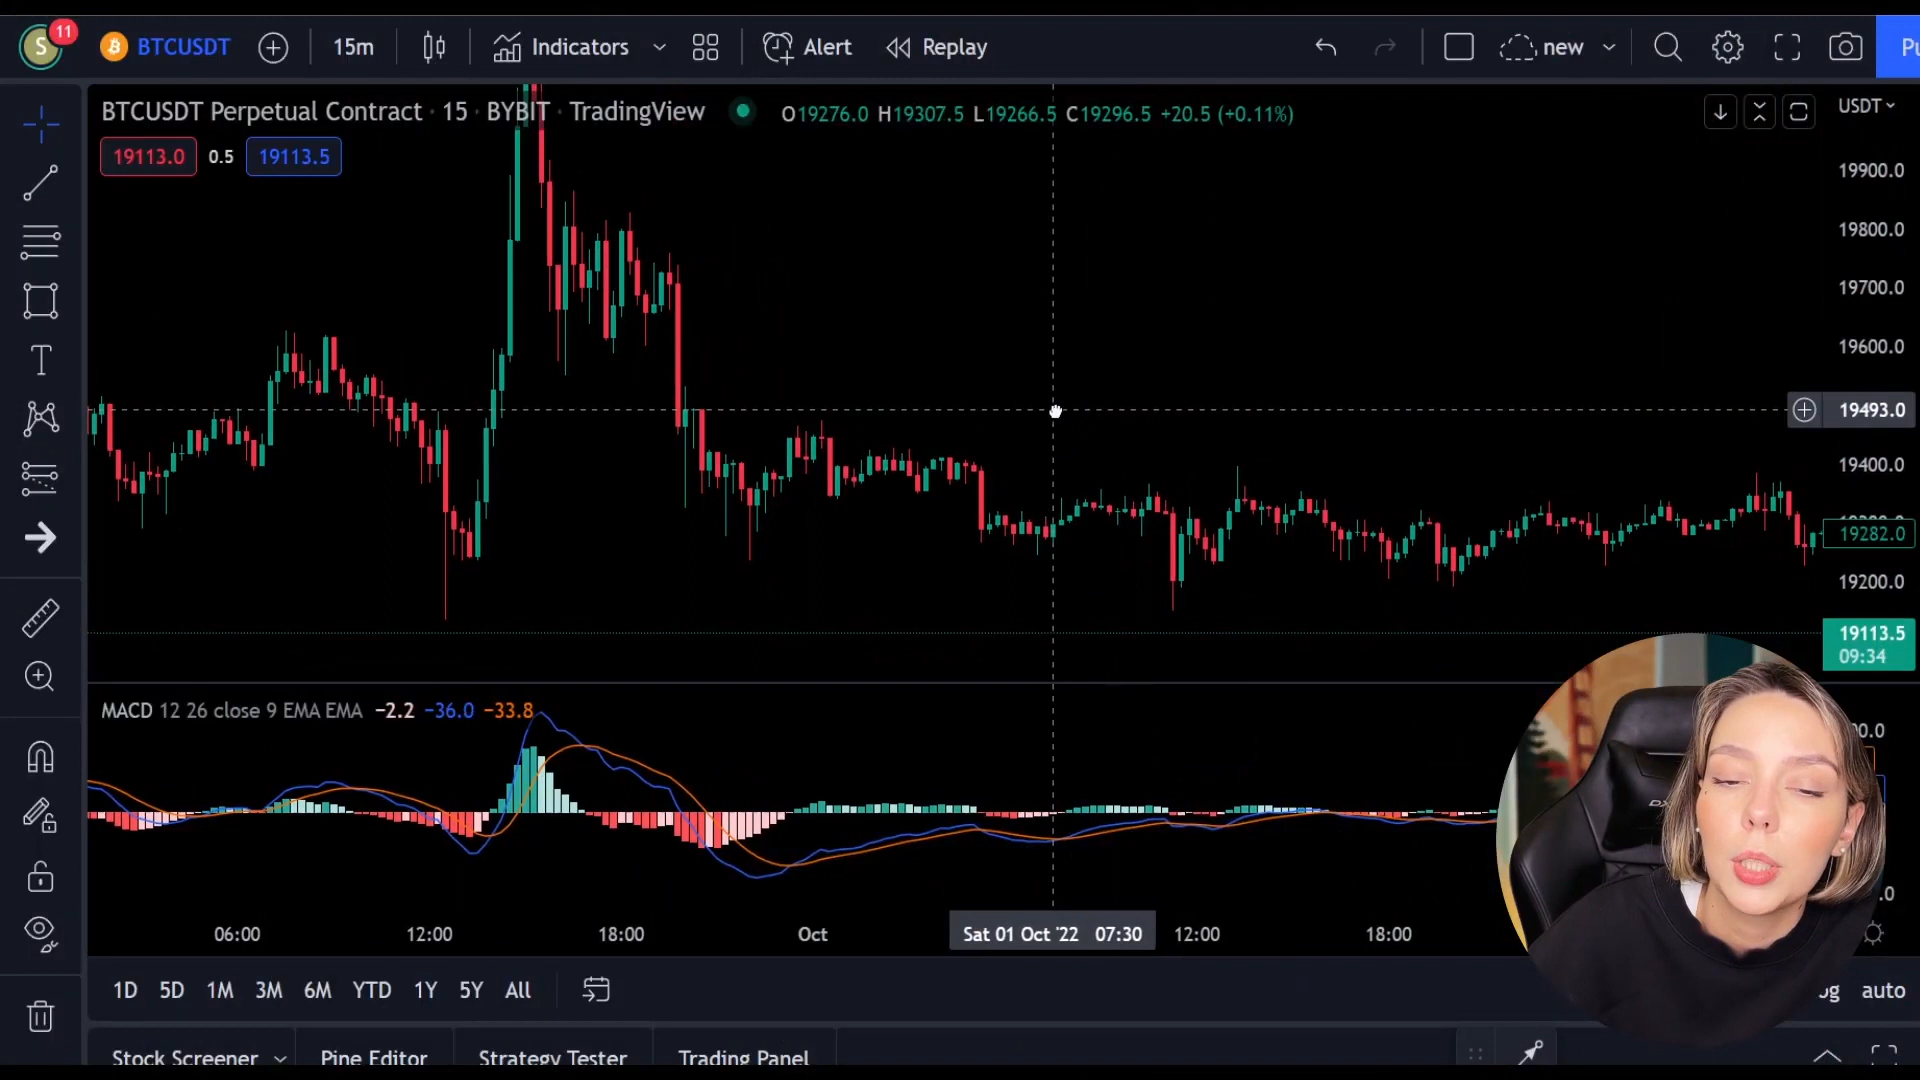 S 11 BTCUSDT 15m Indicators Alert Replay new
BTCUSDT Perpetual Contract · 15 · BYBIT · TradingView O19276.0 H19307.5 L19266.5 C19296.5 +20.5 (+0.11%) USDT
19113.0 0.5 19113.5
19900.0
19800.0
19700.0
19600.0
19493.0
19400.0
19282.0
19200.0
19113.5
09:34
MACD 12 26 close 9 EMA EMA −2.2 −36.0 −33.8
06:00 12:00 18:00 Oct Sat 01 Oct '22 07:30 12:00 18:00
1D 5D 1M 3M 6M YTD 1Y 5Y All auto
Stock Screener Pine Editor Strategy Tester Trading Panel